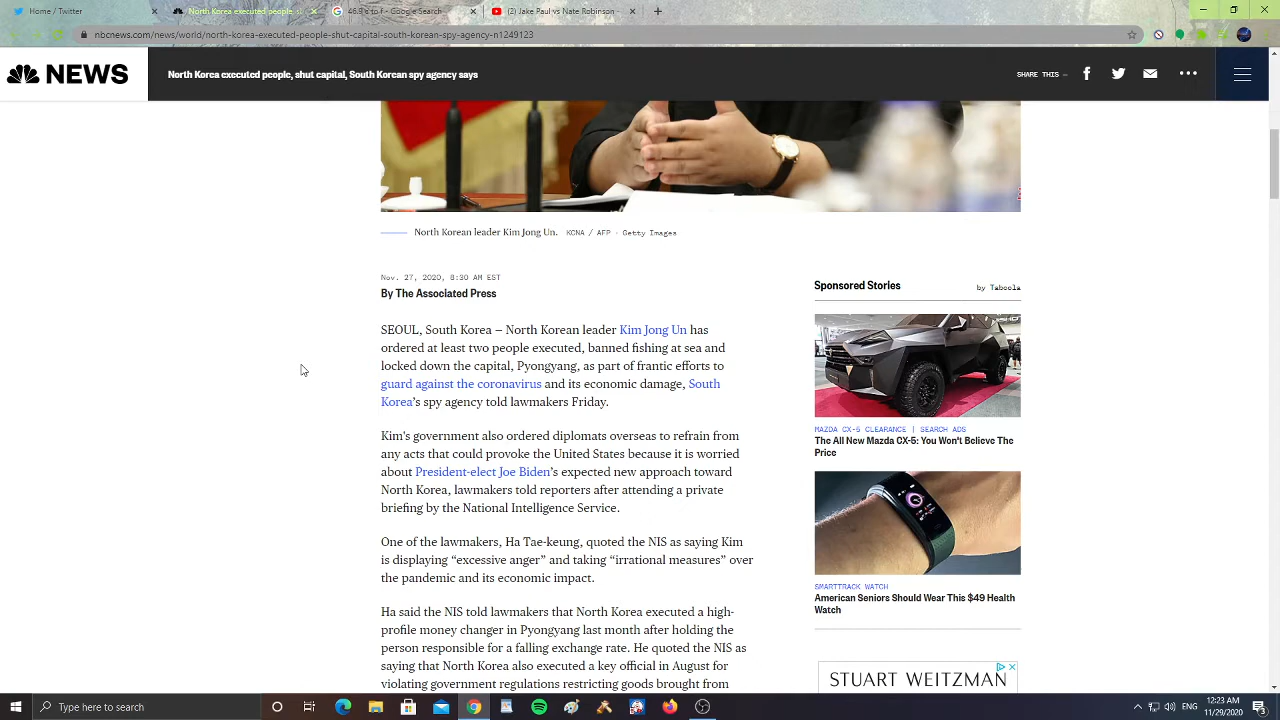 Home / Twitter
North Korea executed people, shu
46.9°c to f - Google Search
(2) Jake Paul vs Nate Robinson -
nbcnews.com/news/world/north-korea-executed-people-shut-capital-south-korean-spy-agency-n1249123
NEWS
North Korea executed people, shut capital, South Korean spy agency says
SHARE THIS —
North Korean leader Kim Jong Un. KCNA / AFP - Getty Images
Nov. 27, 2020, 8:30 AM EST
By The Associated Press
SEOUL, South Korea — North Korean leader Kim Jong Un has
ordered at least two people executed, banned fishing at sea and
locked down the capital, Pyongyang, as part of frantic efforts to
guard against the coronavirus and its economic damage, South
Korea's spy agency told lawmakers Friday.
Kim's government also ordered diplomats overseas to refrain from
any acts that could provoke the United States because it is worried
about President-elect Joe Biden's expected new approach toward
North Korea, lawmakers told reporters after attending a private
briefing by the National Intelligence Service.
One of the lawmakers, Ha Tae-keung, quoted the NIS as saying Kim
is displaying “excessive anger” and taking “irrational measures” over
the pandemic and its economic impact.
Ha said the NIS told lawmakers that North Korea executed a high-
profile money changer in Pyongyang last month after holding the
person responsible for a falling exchange rate. He quoted the NIS as
saying that North Korea also executed a key official in August for
violating government regulations restricting goods brought from
Sponsored Stories
by Taboola
MAZDA CX-5 CLEARANCE | SEARCH ADS
The All New Mazda CX-5: You Won't Believe The
Price
SMARTTRACK WATCH
American Seniors Should Wear This $49 Health
Watch
STUART WEITZMAN
Type here to search
ENG
12:23 AM
11/29/2020